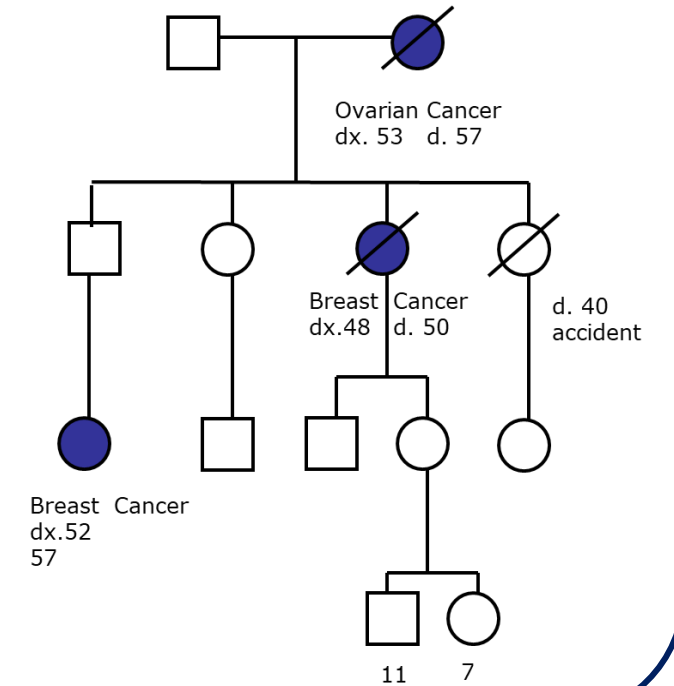 Ovarian Cancer
dx. 53 d. 57
Breast Cancer
dx.48 d. 50
d. 40
accident
Breast Cancer
dx.52
57
11 7